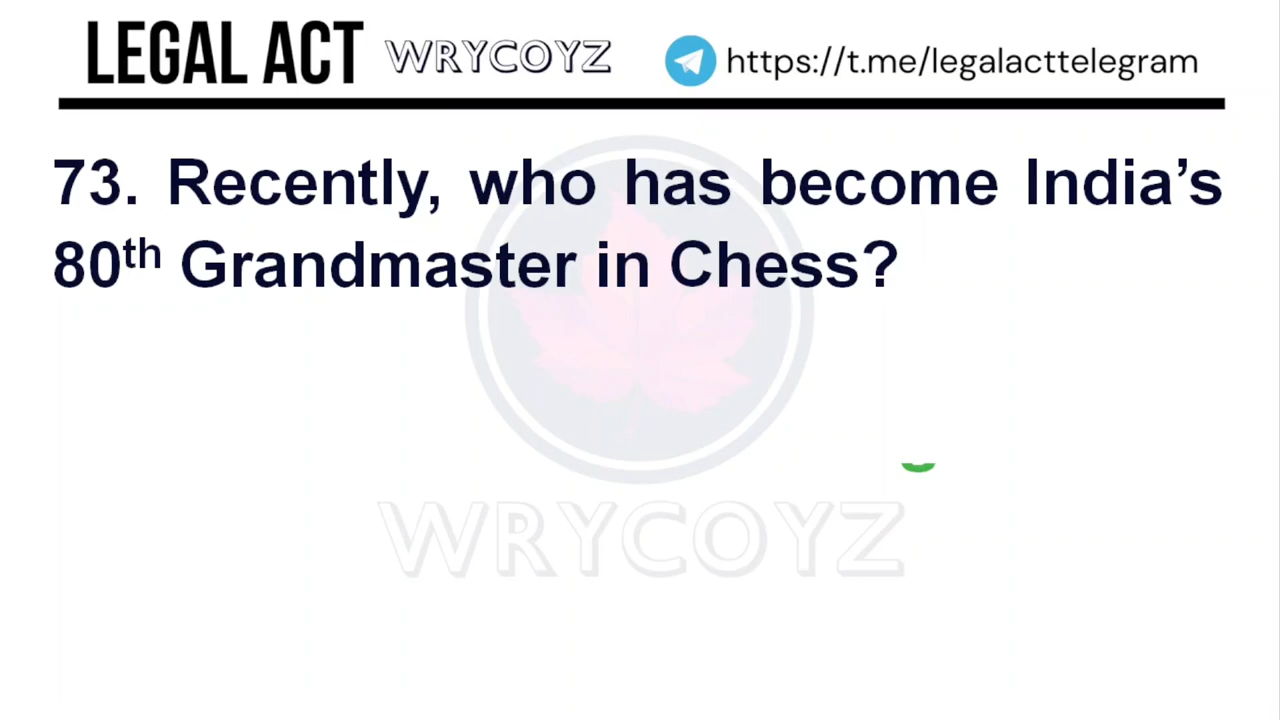 LEGAL ACT WRYCOYZ https://t.me/legalacttelegram
73. Recently, who has become India’s
80th Grandmaster in Chess?
WRYCOYZ